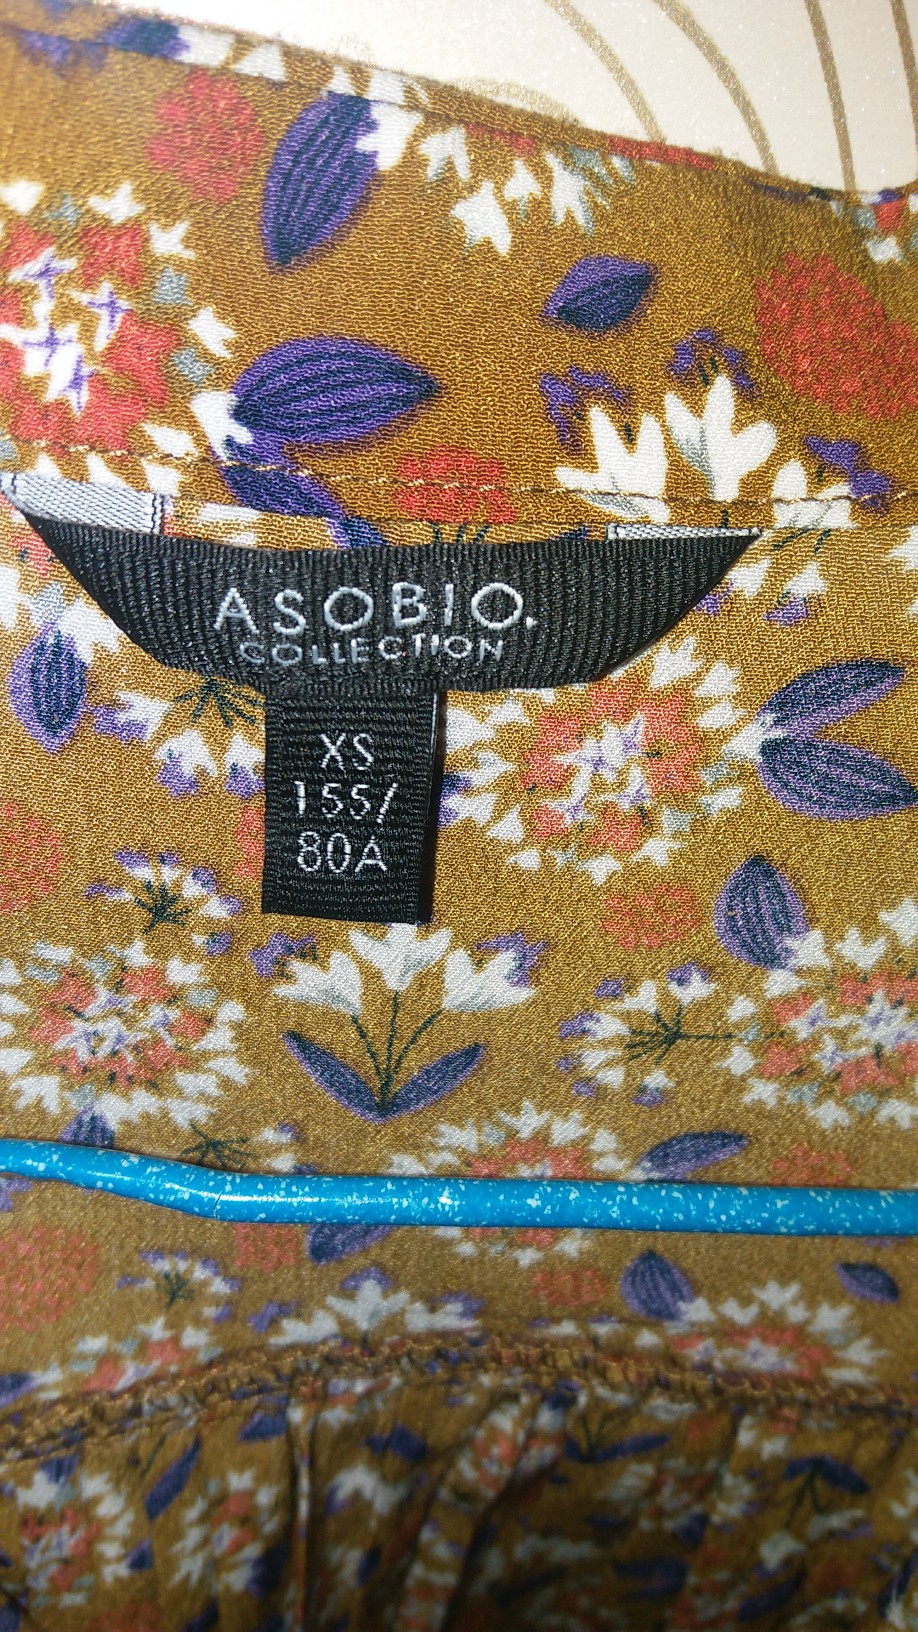 ASOBIO.
COLLECTION
XS
155/
80A